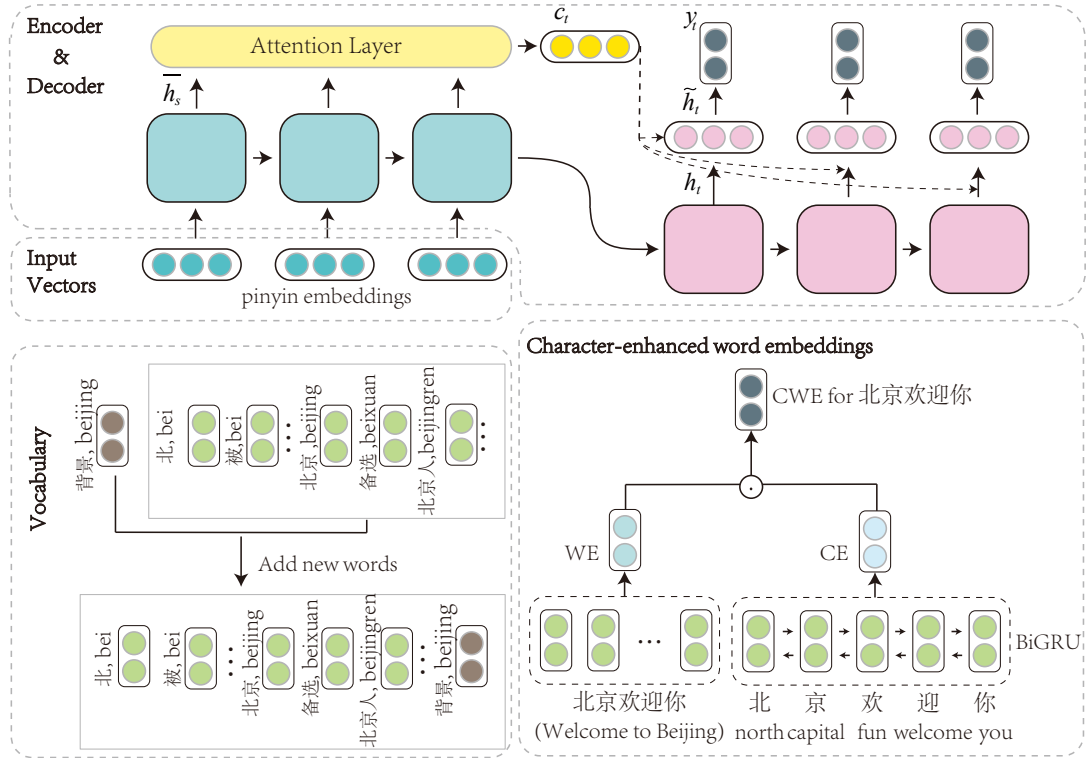 Encoder
&
Decoder
Attention Layer
c_t
y_t
h̅_s
h̃_t
h_t
Input
Vectors
pinyin embeddings
Vocabulary
背景, beijing
北, bei
被,bei
...
北京 ,beijing
备选 ,beixuan
北京人,beijingren
...
Add new words
北, bei
被, bei
...
北京, beijing
备选, beixuan
北京人, beijingren
...
背景, beijing
Character-enhanced word embeddings
CWE for 北京欢迎你
WE
CE
...
BiGRU
北京欢迎你
(Welcome to Beijing)
北 京 欢 迎 你
north capital fun welcome you